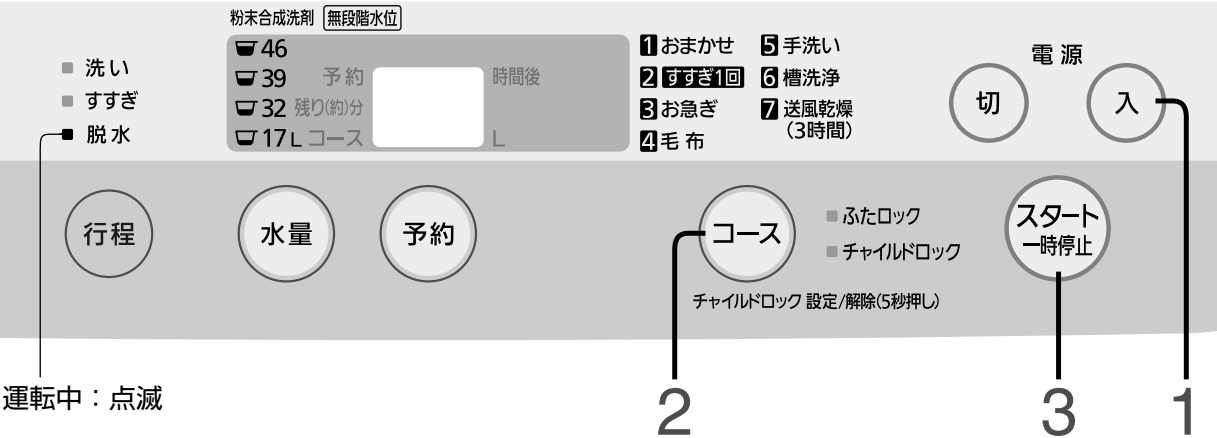 粉末合成洗剤 無段階水位
洗い
すすぎ
脱水
46
39 予約 時間後
32 残り(約)分
17L コース L
1 おまかせ
2 すすぎ1回
3 お急ぎ
4 毛布
5 手洗い
6 槽洗浄
7 送風乾燥
(3時間)
電源
切 入
行程 水量 予約 コース
ふたロック
チャイルドロック
スタート
一時停止
チャイルドロック 設定/解除(5秒押し)
運転中：点滅
2 3 1